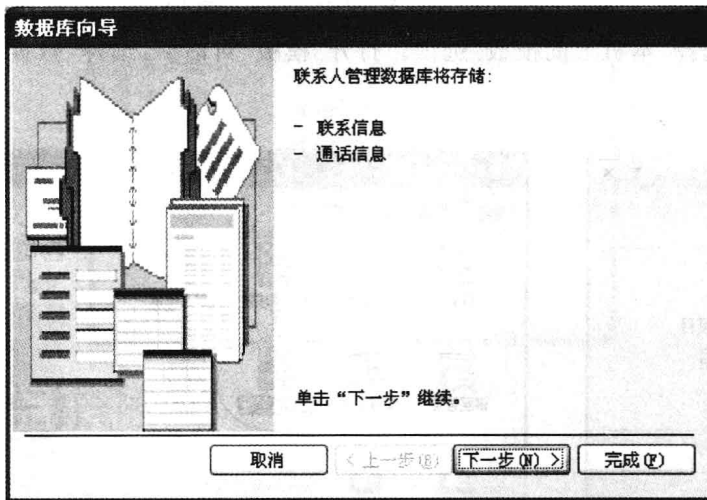 数据库向导
联系人管理数据库将存储:
- 联系信息
- 通话信息
单击“下一步”继续。
取消
< 上一步(B)
下一步(N) >
完成(F)